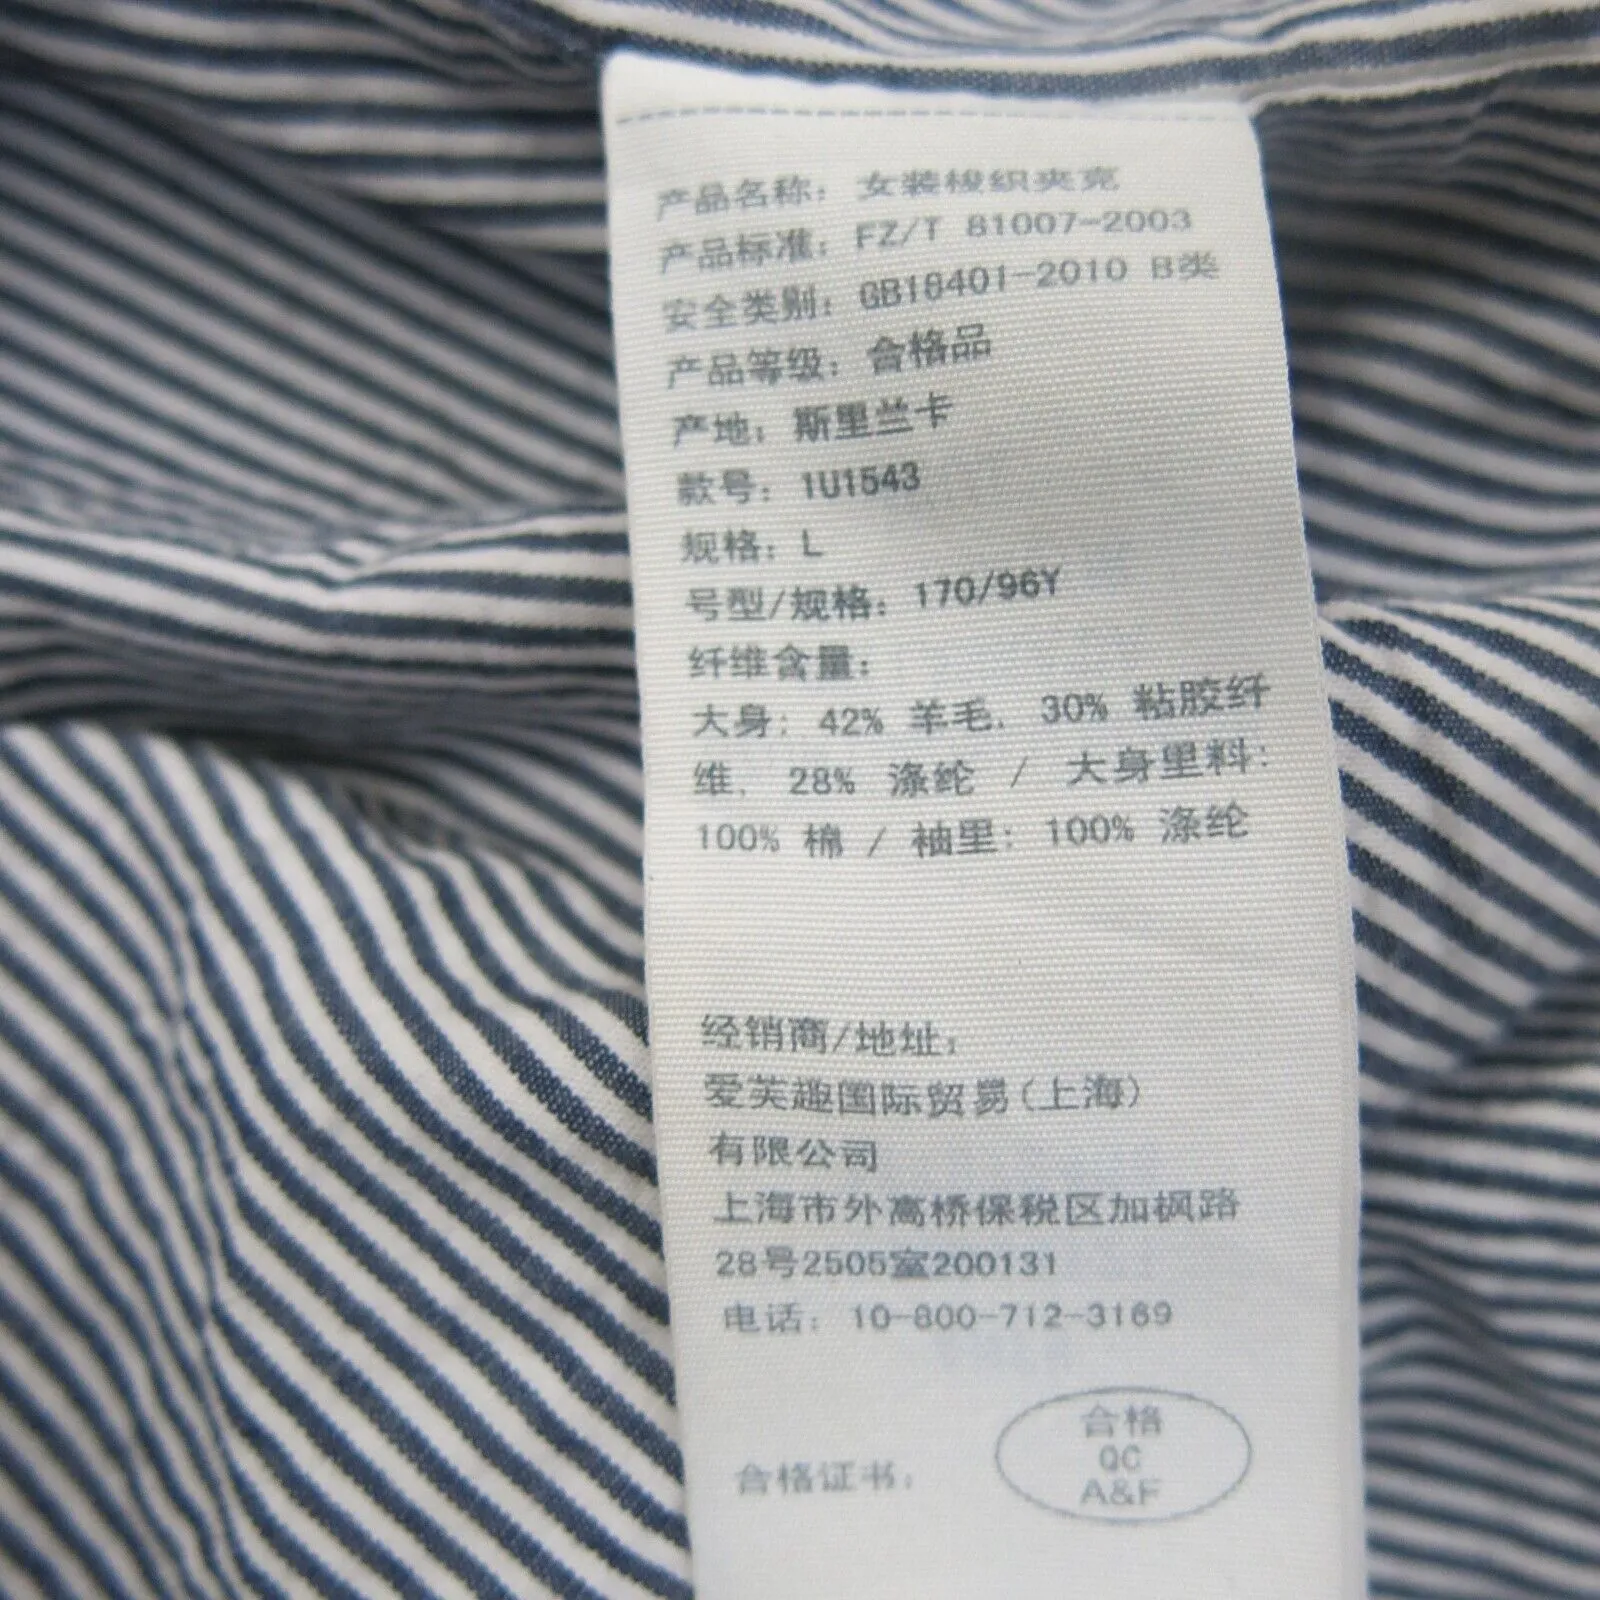 产品名称: 女装梭织夹克
产品标准: FZ/T 81007-2003
安全类别: GB18401-2010 B类
产品等级: 合格品
产地: 斯里兰卡
款号: 1U1543
规格: L
号型/规格: 170/96Y
纤维含量:
大身: 42% 羊毛, 30% 粘胶纤
维, 28% 涤纶 / 大身里料:
100% 棉 / 袖里: 100% 涤纶
经销商/地址:
爱芙趣国际贸易(上海)
有限公司
上海市外高桥保税区加枫路
28号2505室200131
电话: 10-800-712-3169
合格
QC
A&F
合格证书: